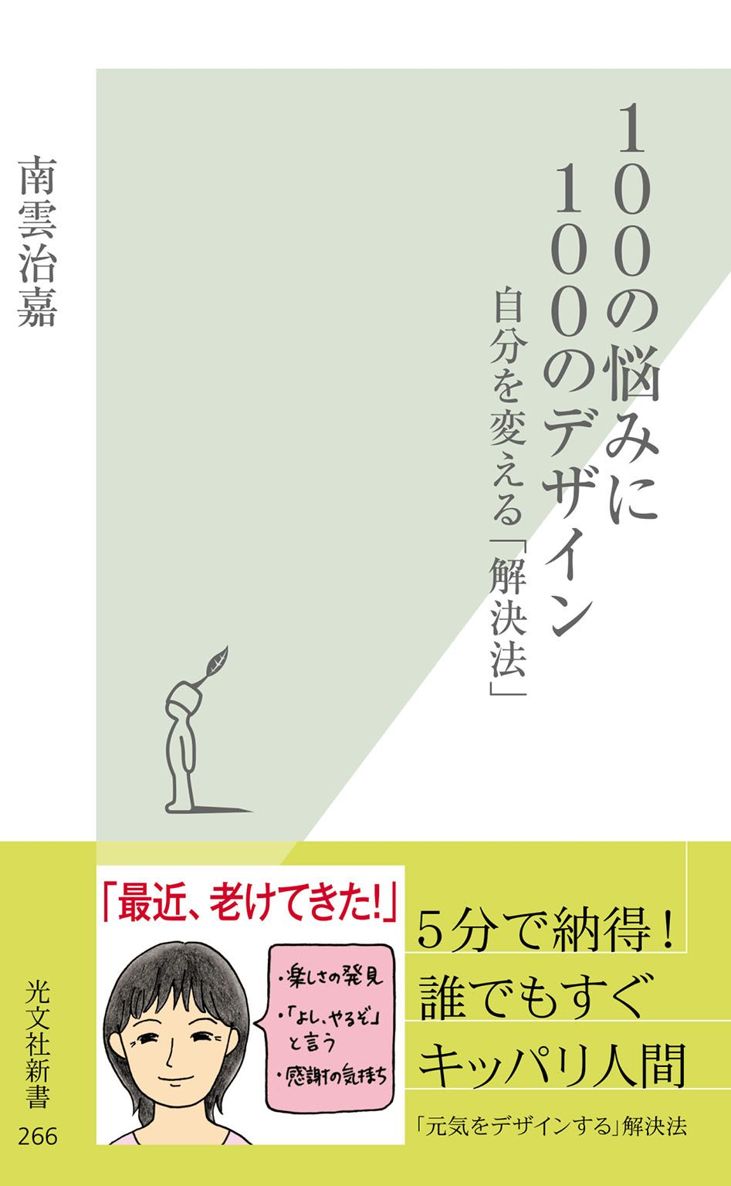 100の悩みに
100のデザイン
自分を変える「解決法」
南雲治嘉
「最近、老けてきた!」
・楽しさの発見
・「よし、やるぞ」
と言う
・感謝の気持ち
5分で納得!
誰でもすぐ
キッパリ人間
「元気をデザインする」解決法
光文社新書
266